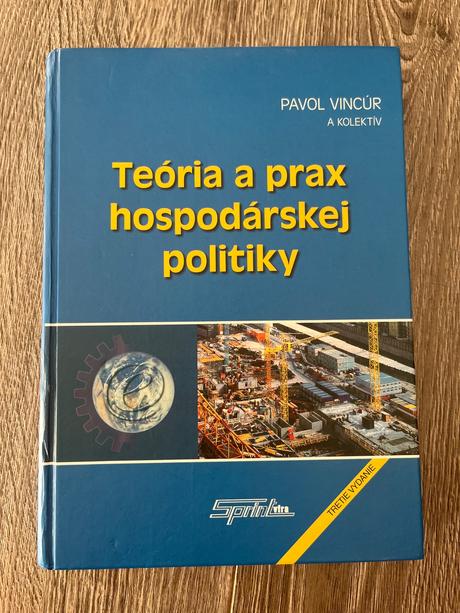 PAVOL VINCÚR
A KOLEKTÍV
Teória a prax
hospodárskej
politiky
e
TRETIE VYDANIE
Sprint vfra